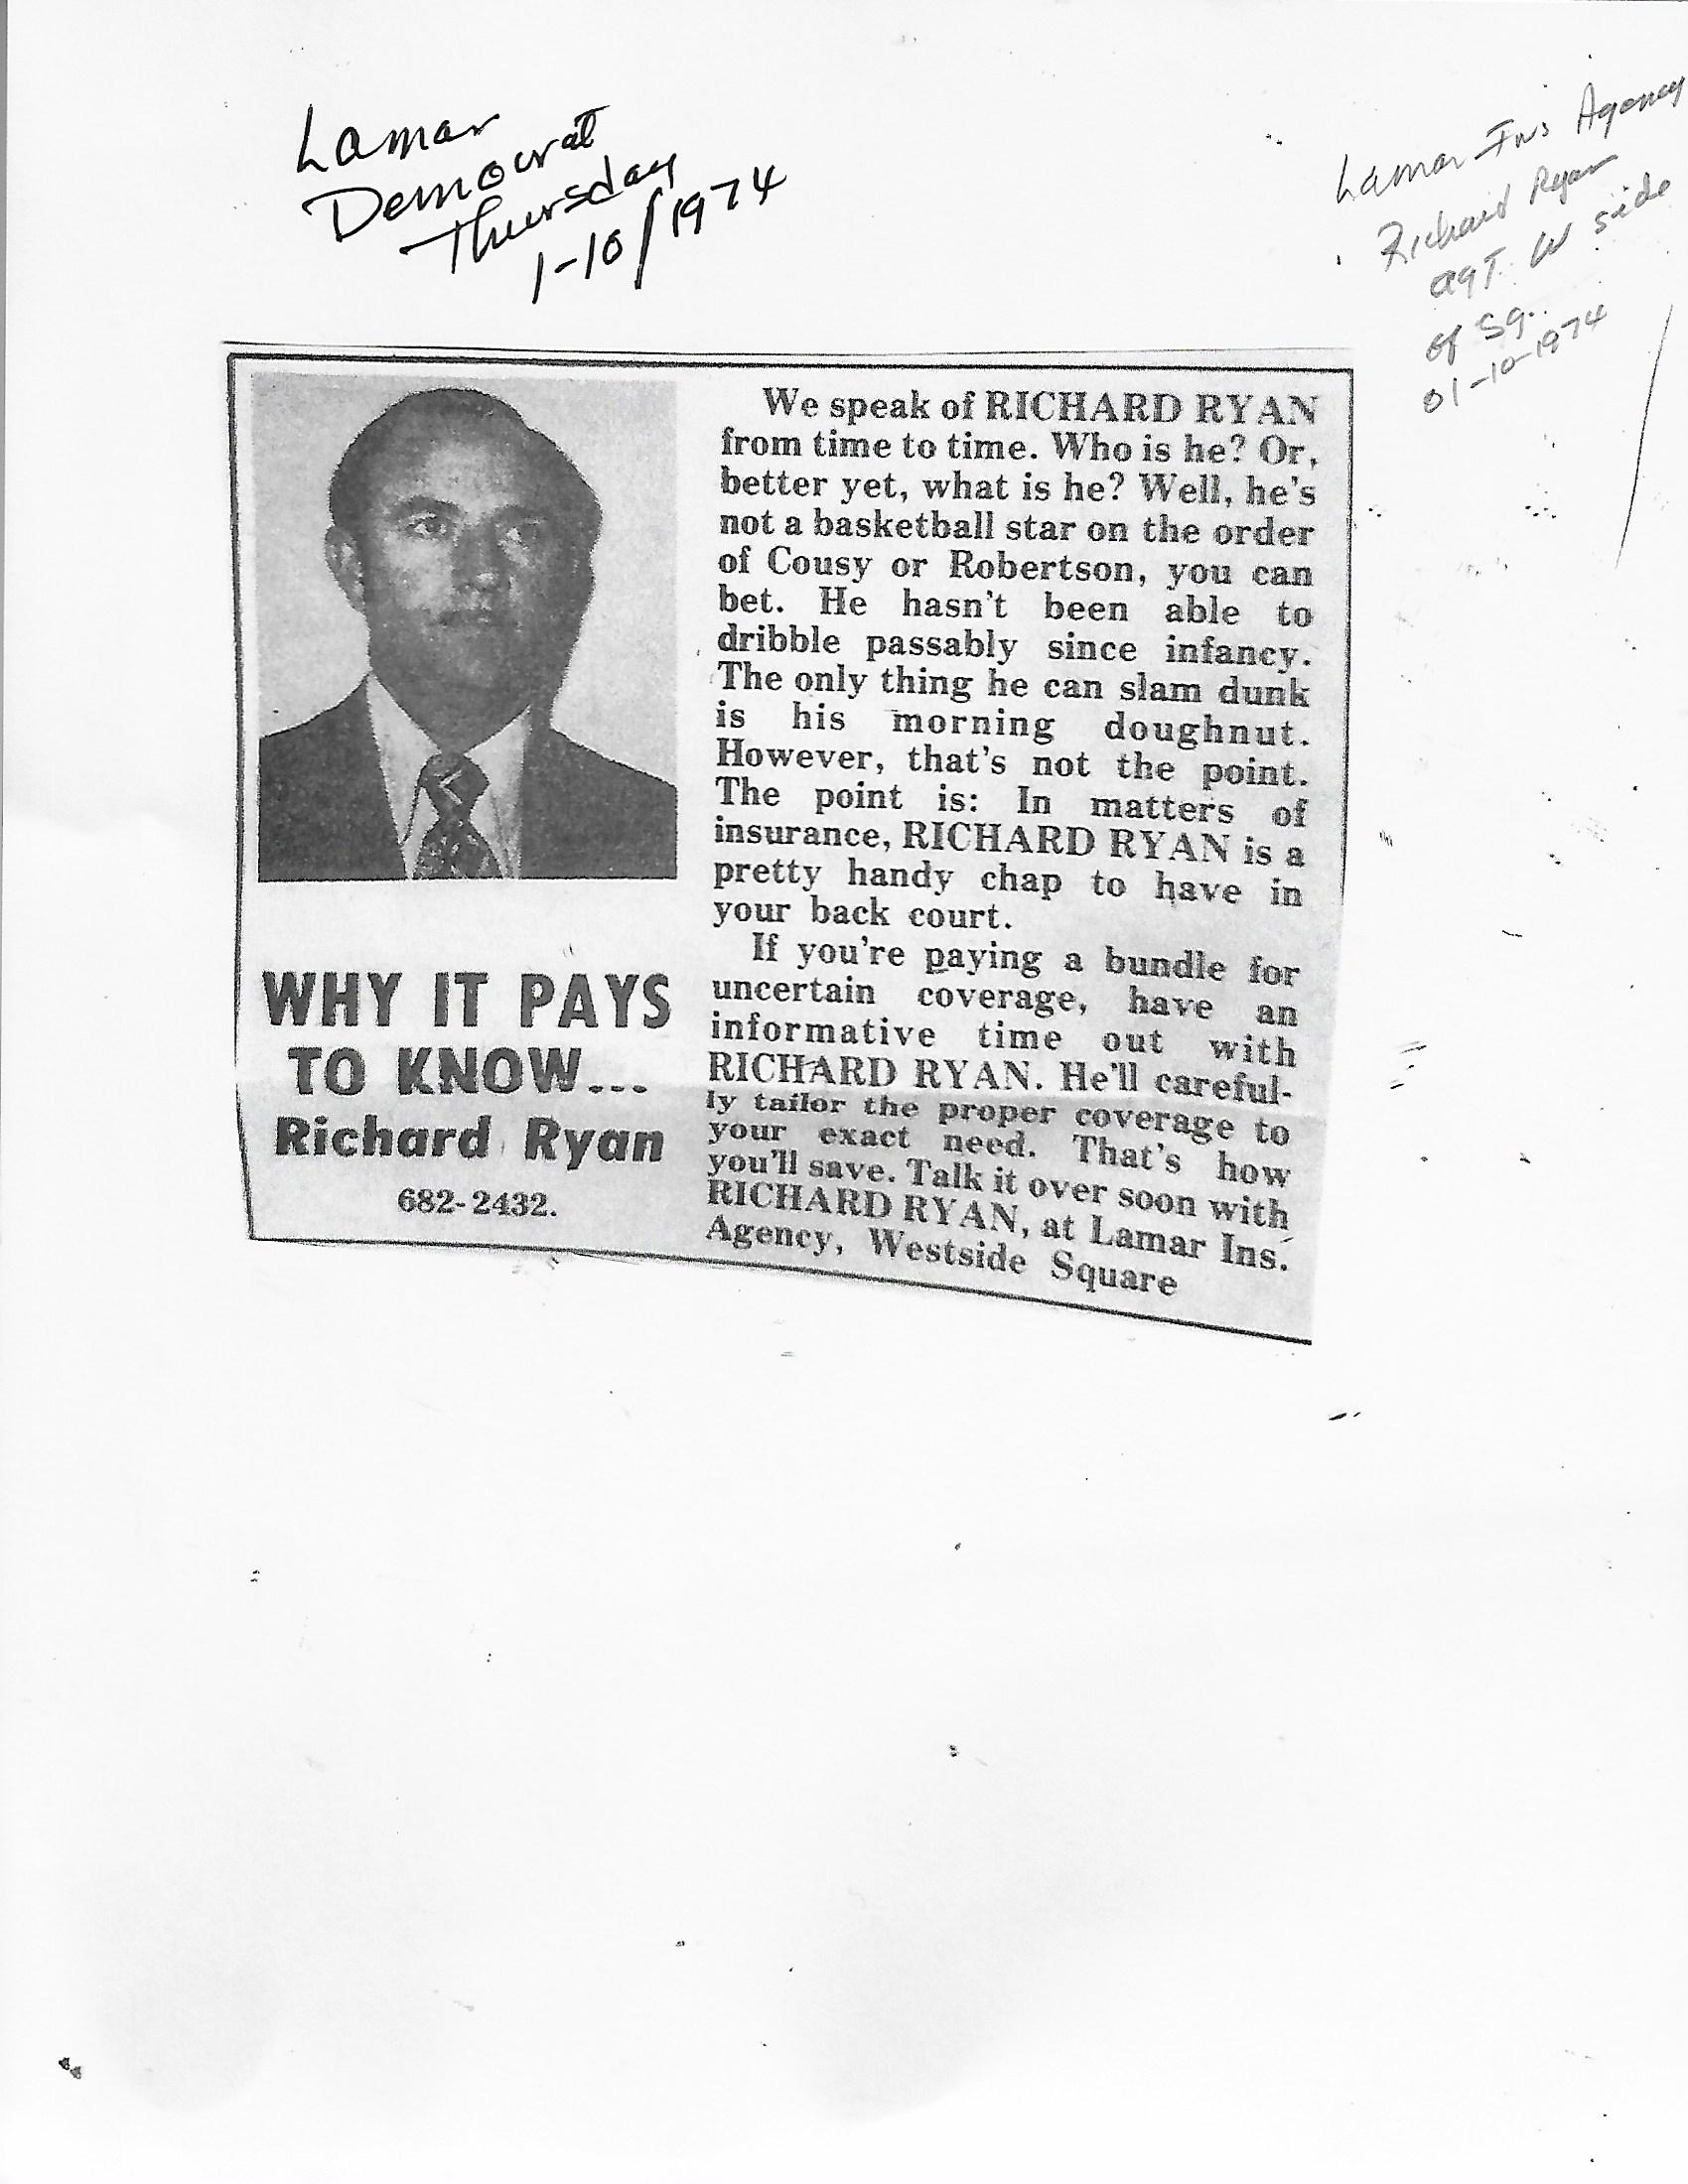 Lamar
Democrat
Thursday
1-10/1974
Lamar Ins Agency
Richard Ryan
agT. W side
of Sq..
01-10-1974
We speak of RICHARD RYAN
from time to time. Who is he? Or,
better yet, what is he? Well, he's
not a basketball star on the order
of Cousy or Robertson, you can
bet. He hasn't been able to
dribble passably since infancy.
The only thing he can slam dunk
is his morning doughnut.
However, that's not the point.
The point is: In matters of
insurance, RICHARD RYAN is a
pretty handy chap to have in
your back court.
If you're paying a bundle for
uncertain coverage, have an
informative time out with
RICHARD RYAN. He'll careful-
ly tailor the proper coverage to
your exact need. That's how
you'll save. Talk it over soon with
RICHARD RYAN, at Lamar Ins.
Agency, Westside Square
WHY IT PAYS
TO KNOW...
Richard Ryan
682-2432.